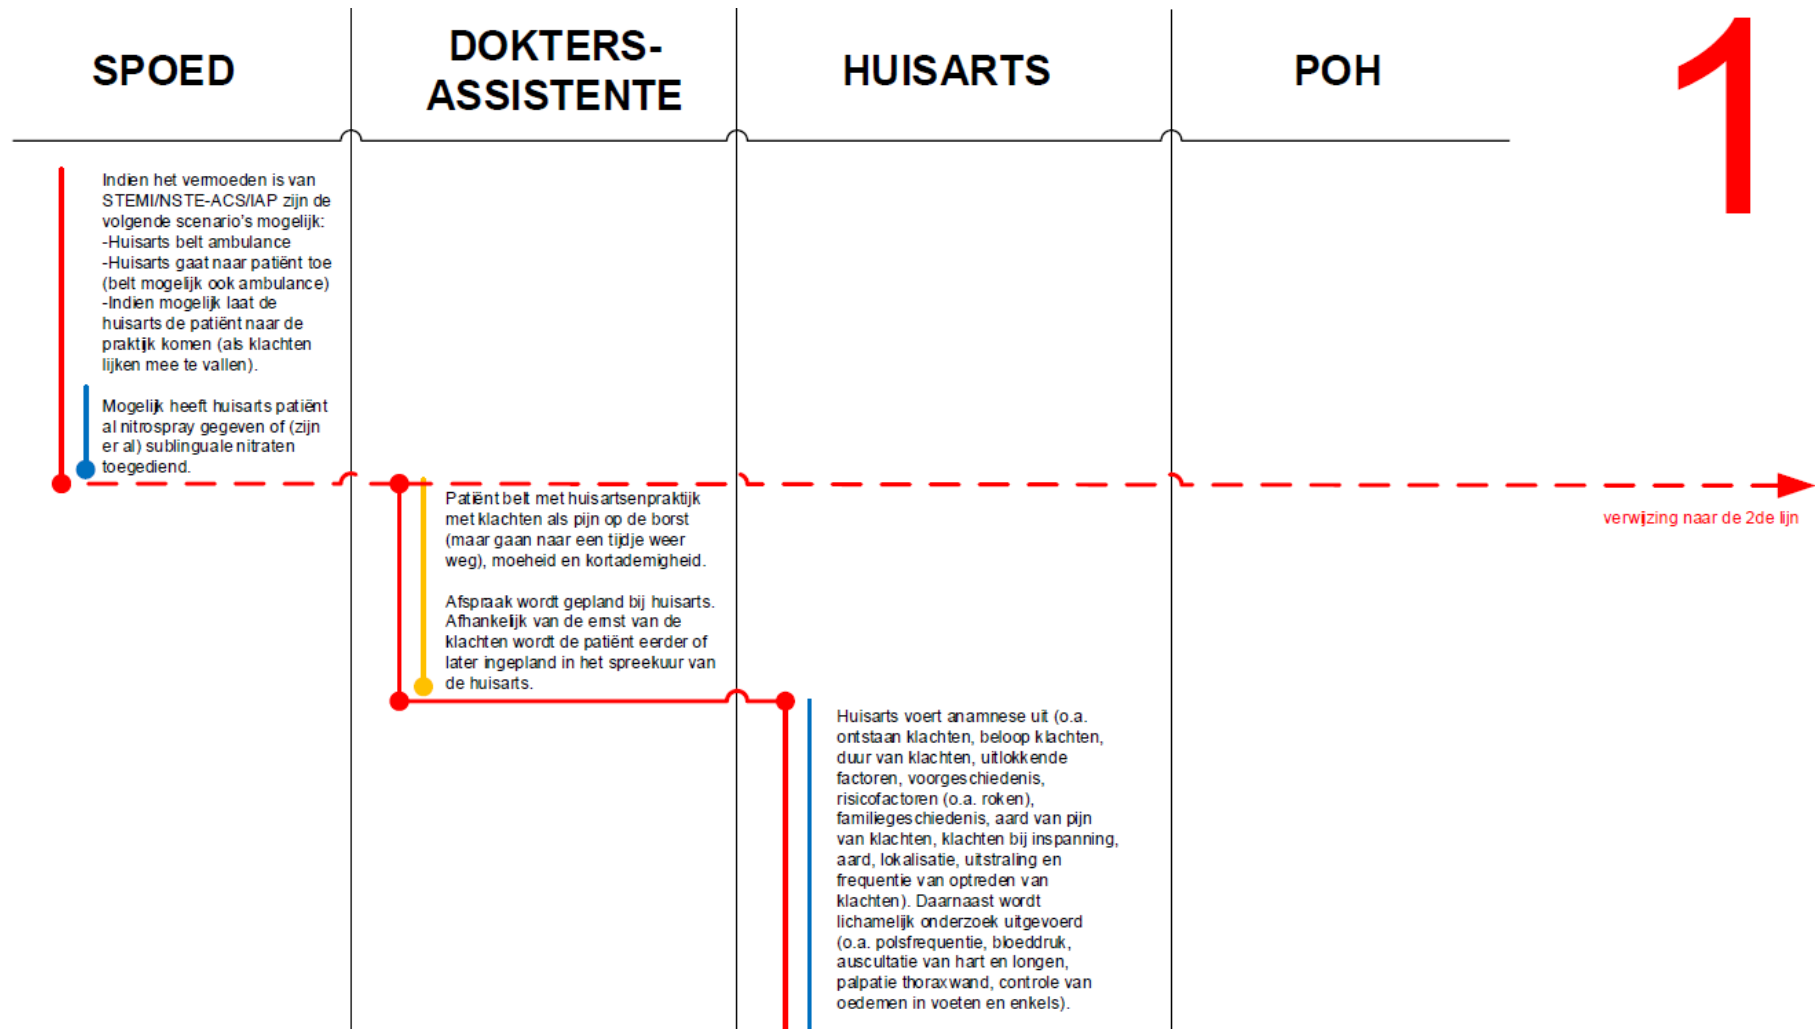 SPOED
DOKTERS-
ASSISTENTE
HUISARTS
POH
1
Indien het vermoeden is van
STEMI/NSTE-ACS/IAP zijn de
volgende scenario's mogelijk:
-Huisarts belt ambulance
-Huisarts gaat naar patiënt toe
(belt mogelijk ook ambulance)
-Indien mogelijk laat de
huisarts de patiënt naar de
praktijk komen (als klachten
lijken mee te vallen).
Mogelijk heeft huisarts patiënt
al nitrospray gegeven of (zijn
er al) sublinguale nitraten
toegediend.
Patiënt belt met huisartsenpraktijk
met klachten als pijn op de borst
(maar gaan naar een tijdje weer
weg), moeheid en kortademigheid.
Afspraak wordt gepland bij huisarts.
Afhankelijk van de ernst van de
klachten wordt de patiënt eerder of
later ingepland in het spreekuur van
de huisarts.
verwijzing naar de 2de lijn
Huisarts voert anamnese uit (o.a.
ontstaan klachten, beloop klachten,
duur van klachten, uitlokkende
factoren, voorgeschiedenis,
risicofactoren (o.a. roken),
familiegeschiedenis, aard van pijn
van klachten, klachten bij inspanning,
aard, lokalisatie, uitstraling en
frequentie van optreden van
klachten). Daarnaast wordt
lichamelijk onderzoek uitgevoerd
(o.a. polsfrequentie, bloeddruk,
auscultatie van hart en longen,
palpatie thoraxwand, controle van
oedemen in voeten en enkels).